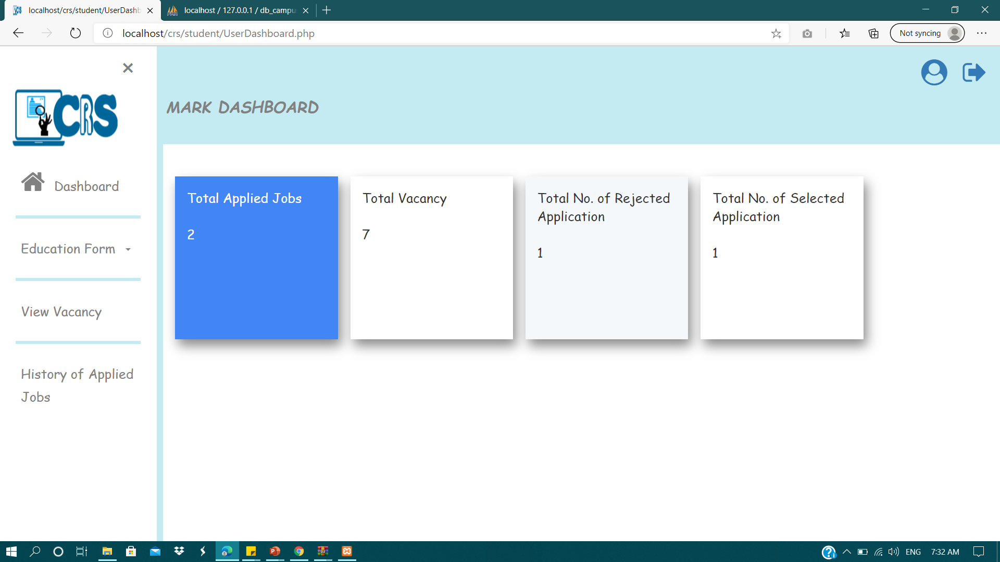 localhost/crs/student/UserDashb
localhost / 127.0.0.1 / db_campu
localhost/crs/student/UserDashboard.php
Not syncing
CRS
MARK DASHBOARD
Dashboard
Education Form
View Vacancy
History of Applied
Jobs
Total Applied Jobs
2
Total Vacancy
7
Total No. of Rejected
Application
1
Total No. of Selected
Application
1
ENG
7:32 AM